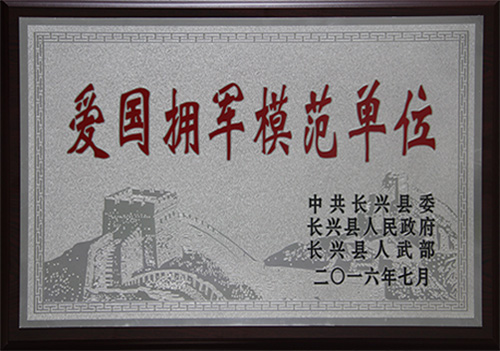 爱国拥军模范单位
中共长兴县委
长兴县人民政府
长兴县人武部
二〇一六年七月